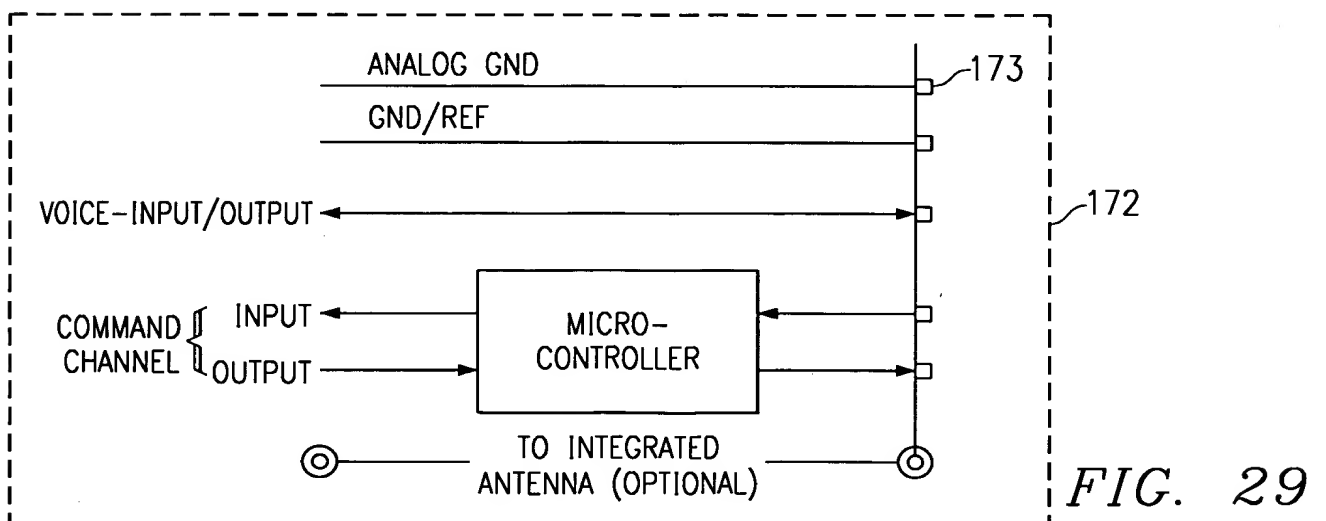 ANALOG GND
173
GND/REF
VOICE-INPUT/OUTPUT
172
COMMAND
CHANNEL
INPUT
OUTPUT
MICRO-
CONTROLLER
TO INTEGRATED
ANTENNA (OPTIONAL)
FIG. 29